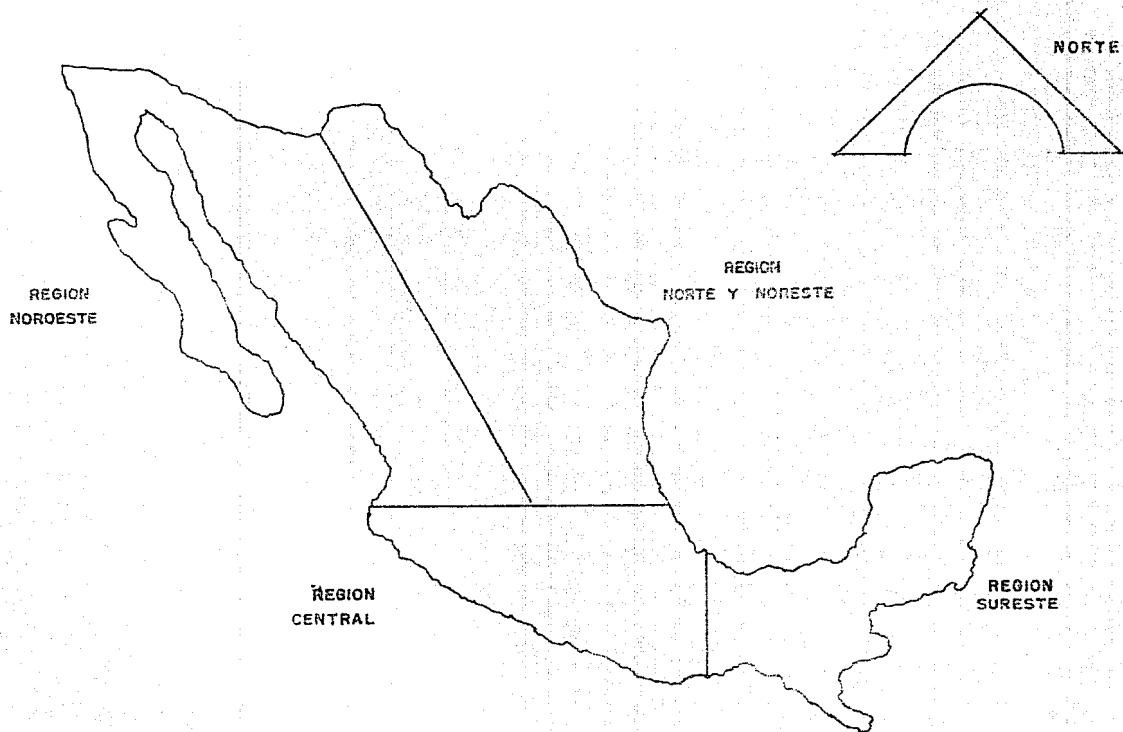 NORTE
REGION
NORTE Y NORESTE
REGION
NOROESTE
REGION
CENTRAL
REGION
SURESTE